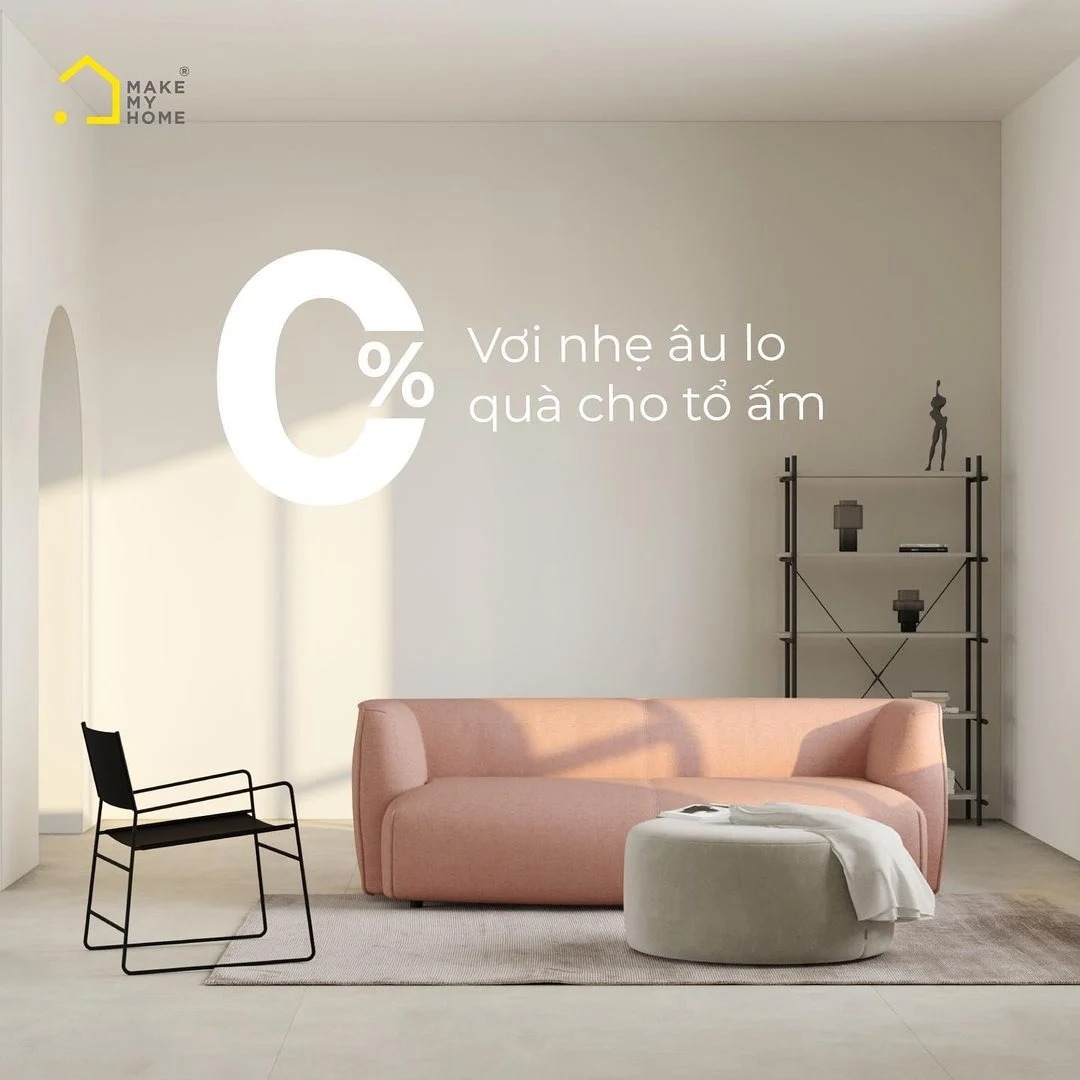 MAKE ®
MY
HOME
0%
Vơi nhẹ âu lo
quà cho tổ ấm